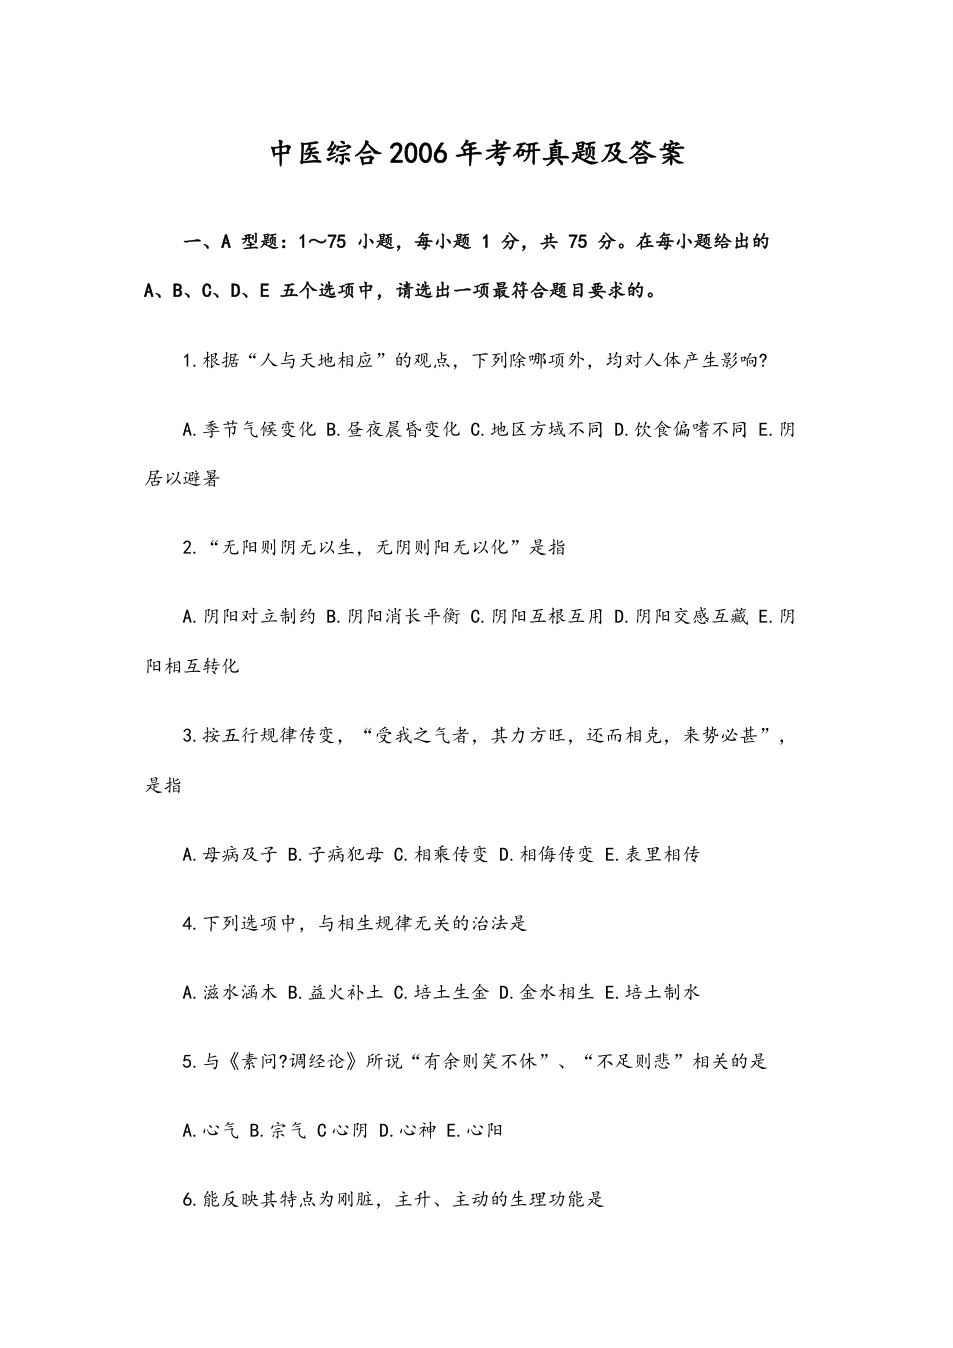 中医综合2006年考研真题及答案
一、A 型题：1～75 小题，每小题 1 分，共 75 分。在每小题给出的
A、B、C、D、E 五个选项中，请选出一项最符合题目要求的。
1.根据“人与天地相应”的观点，下列除哪项外，均对人体产生影响?
A.季节气候变化 B.昼夜晨昏变化 C.地区方域不同 D.饮食偏嗜不同 E.阴
居以避暑
2.“无阳则阴无以生，无阴则阳无以化”是指
A.阴阳对立制约 B.阴阳消长平衡 C.阴阳互根互用 D.阴阳交感互藏 E.阴
阳相互转化
3.按五行规律传变，“受我之气者，其力方旺，还而相克，来势必甚”，
是指
A.母病及子 B.子病犯母 C.相乘传变 D.相侮传变 E.表里相传
4.下列选项中，与相生规律无关的治法是
A.滋水涵木 B.益火补土 C.培土生金 D.金水相生 E.培土制水
5.与《素问?调经论》所说“有余则笑不休”、“不足则悲”相关的是
A.心气 B.宗气 C心阴 D.心神 E.心阳
6.能反映其特点为刚脏，主升、主动的生理功能是